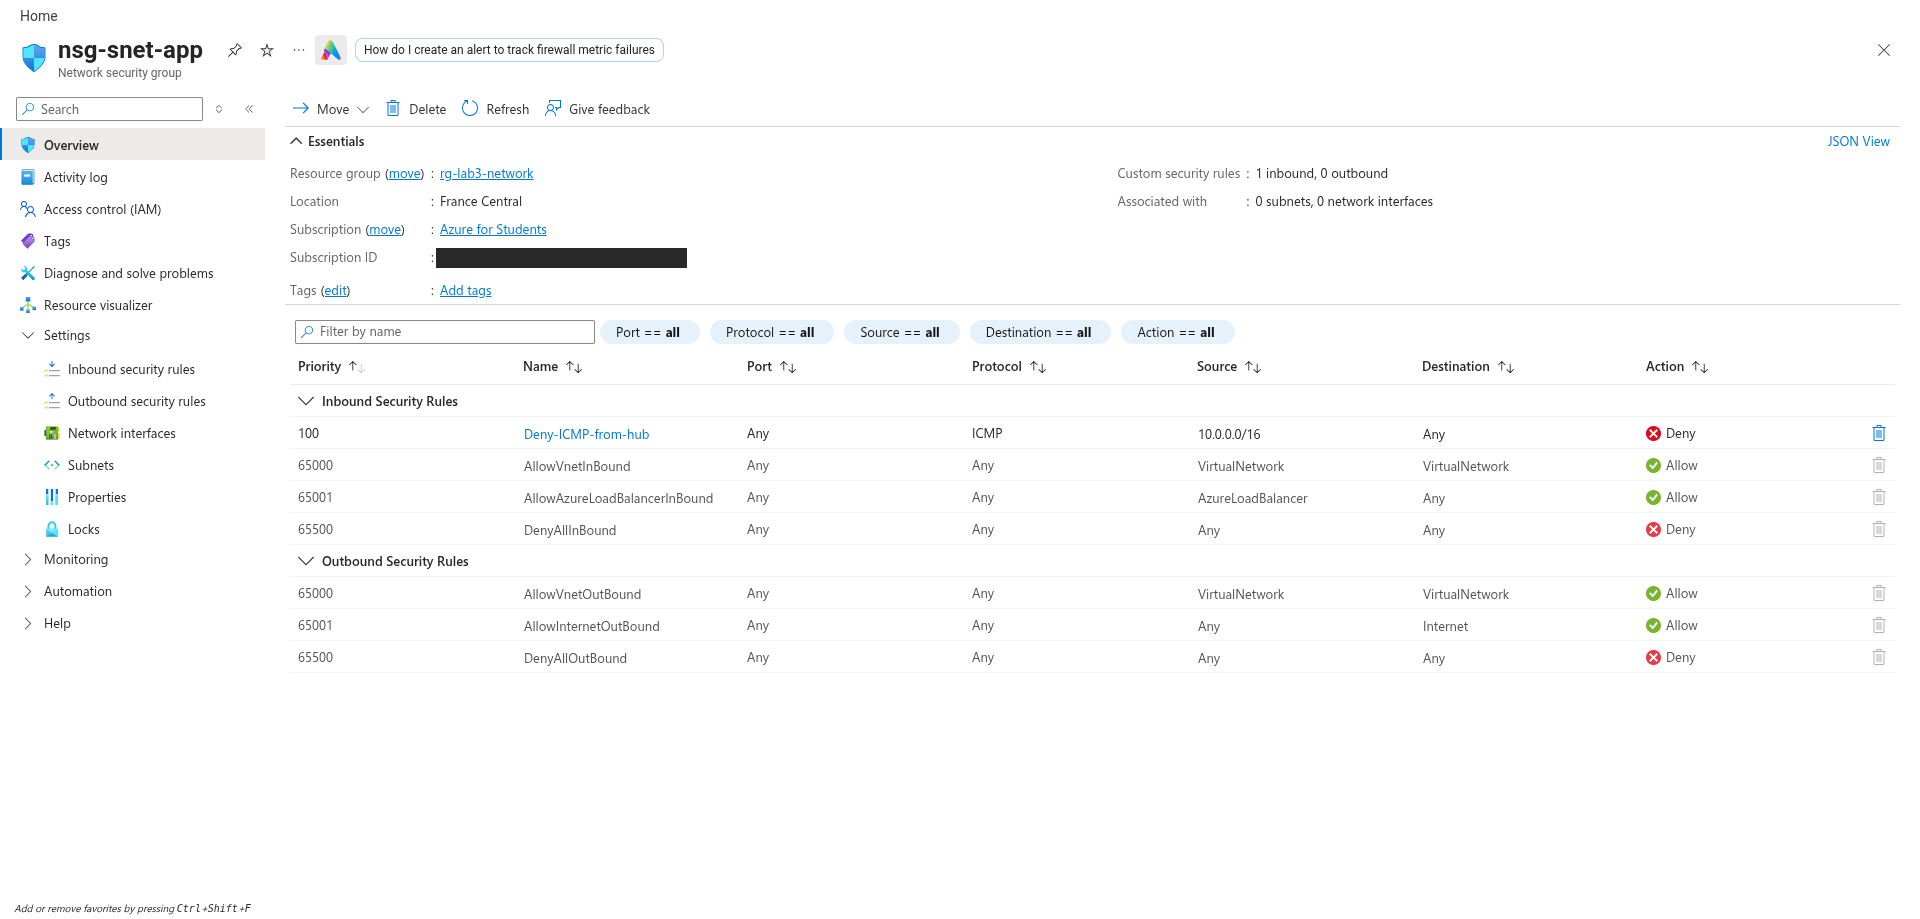 Home
nsg-snet-app
Network security group
How do I create an alert to track firewall metric failures
Search
Overview
Activity log
Access control (IAM)
Tags
Diagnose and solve problems
Resource visualizer
Settings
Inbound security rules
Outbound security rules
Network interfaces
Subnets
Properties
Locks
Monitoring
Automation
Help
Add or remove favorites by pressing Ctrl+Shift+F
Move Delete Refresh Give feedback
Essentials JSON View
Resource group (move) : rg-lab3-network Custom security rules : 1 inbound, 0 outbound
Location : France Central Associated with : 0 subnets, 0 network interfaces
Subscription (move) : Azure for Students
Subscription ID :
Tags (edit) : Add tags
Filter by name Port == all Protocol == all Source == all Destination == all Action == all
Priority Name Port Protocol Source Destination Action
Inbound Security Rules
100 Deny-ICMP-from-hub Any ICMP 10.0.0.0/16 Any Deny
65000 AllowVnetInBound Any Any VirtualNetwork VirtualNetwork Allow
65001 AllowAzureLoadBalancerInBound Any Any AzureLoadBalancer Any Allow
65500 DenyAllInBound Any Any Any Any Deny
Outbound Security Rules
65000 AllowVnetOutBound Any Any VirtualNetwork VirtualNetwork Allow
65001 AllowInternetOutBound Any Any Any Internet Allow
65500 DenyAllOutBound Any Any Any Any Deny